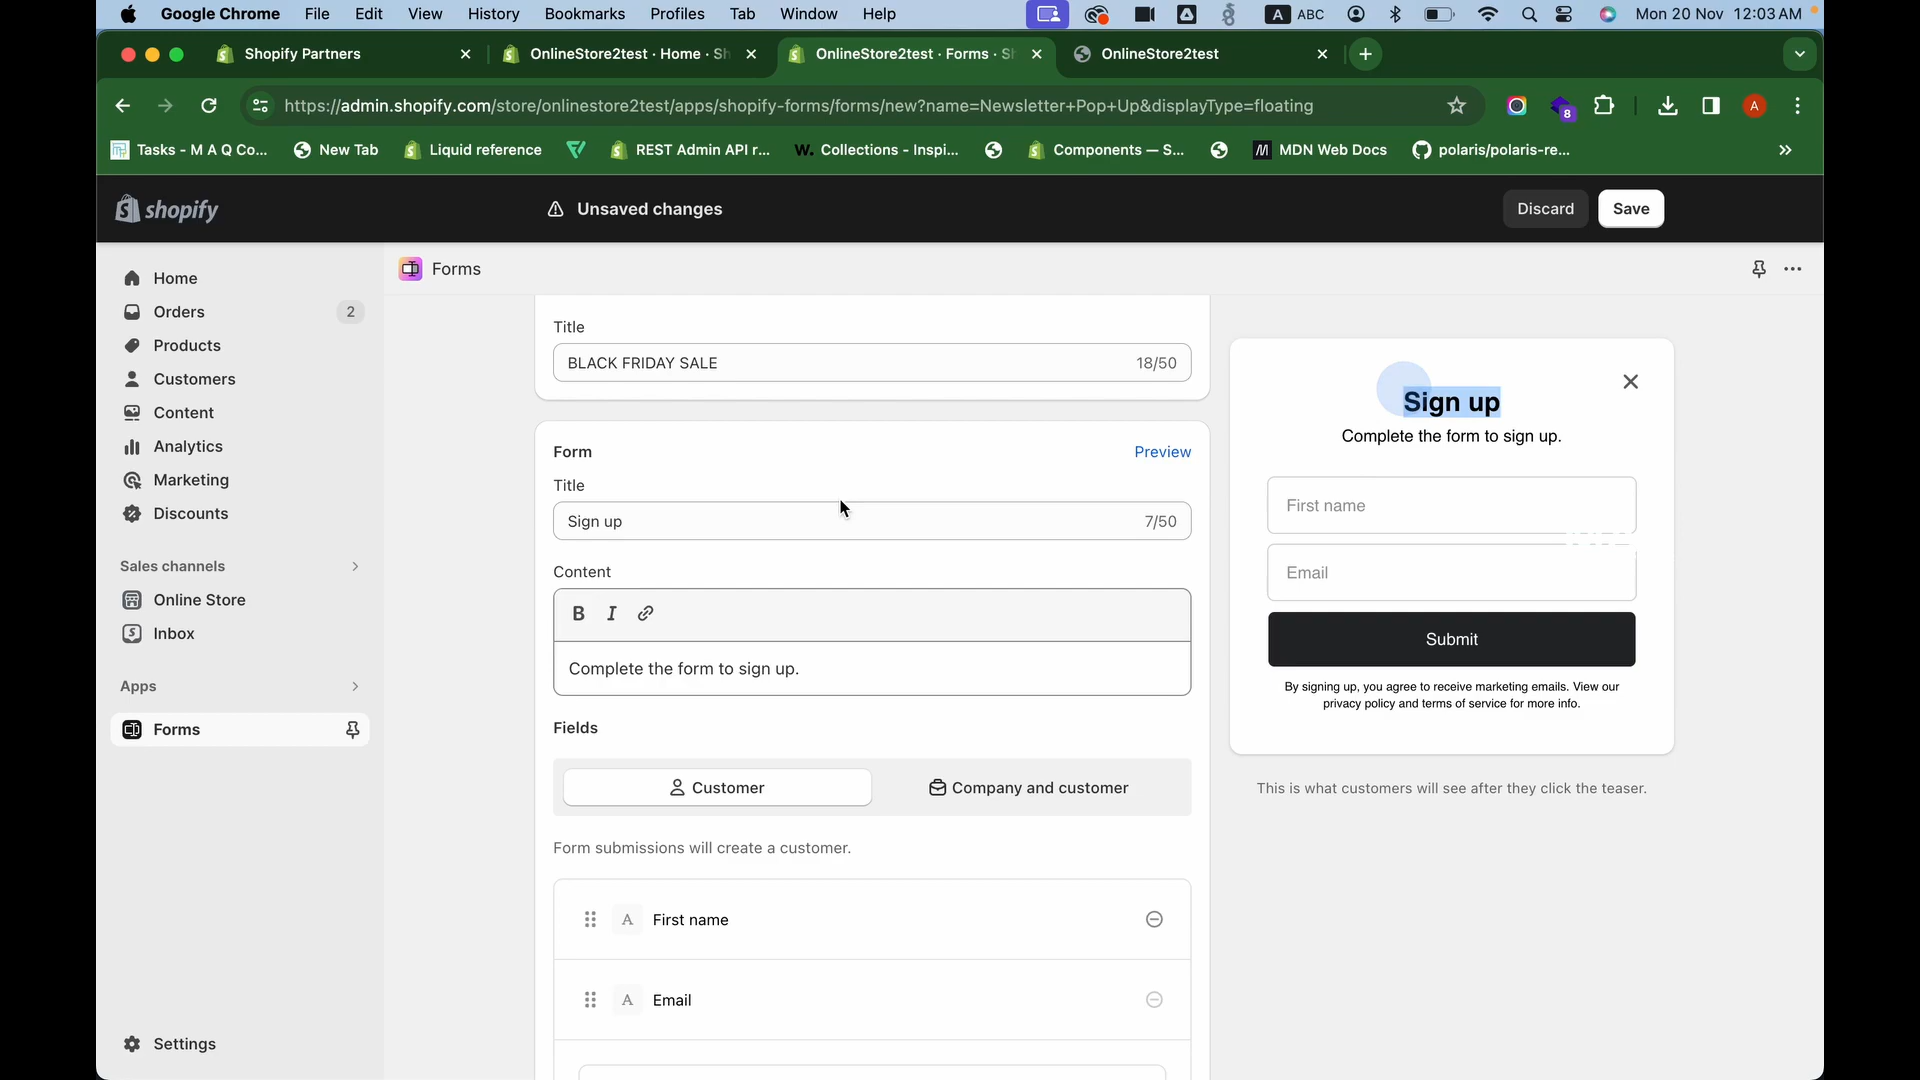 Google Chrome File Edit View History Bookmarks Profiles Tab Window Help A ABC Mon 20 Nov 12:03 AM
Shopify Partners OnlineStore2test · Home · Sh OnlineStore2test · Forms · Sh OnlineStore2test
https://admin.shopify.com/store/onlinestore2test/apps/shopify-forms/forms/new?name=Newsletter+Pop+Up&displayType=floating 8 A
Tasks - M A Q Co... New Tab Liquid reference REST Admin API r... W. Collections - Inspi... Components — S... MDN Web Docs polaris/polaris-re...
shopify Unsaved changes Discard Save
Forms
Home
Orders 2
Products
Customers
Content
Analytics
Marketing
Discounts
Sales channels
Online Store
Inbox
Apps
Forms
Settings
Title
BLACK FRIDAY SALE 18/50
Form Preview
Title
Sign up 7/50
Content
B I
Complete the form to sign up.
Fields
Customer Company and customer
Form submissions will create a customer.
A First name
A Email
Sign up
Complete the form to sign up.
First name
Email
Submit
By signing up, you agree to receive marketing emails. View our
privacy policy and terms of service for more info.
This is what customers will see after they click the teaser.